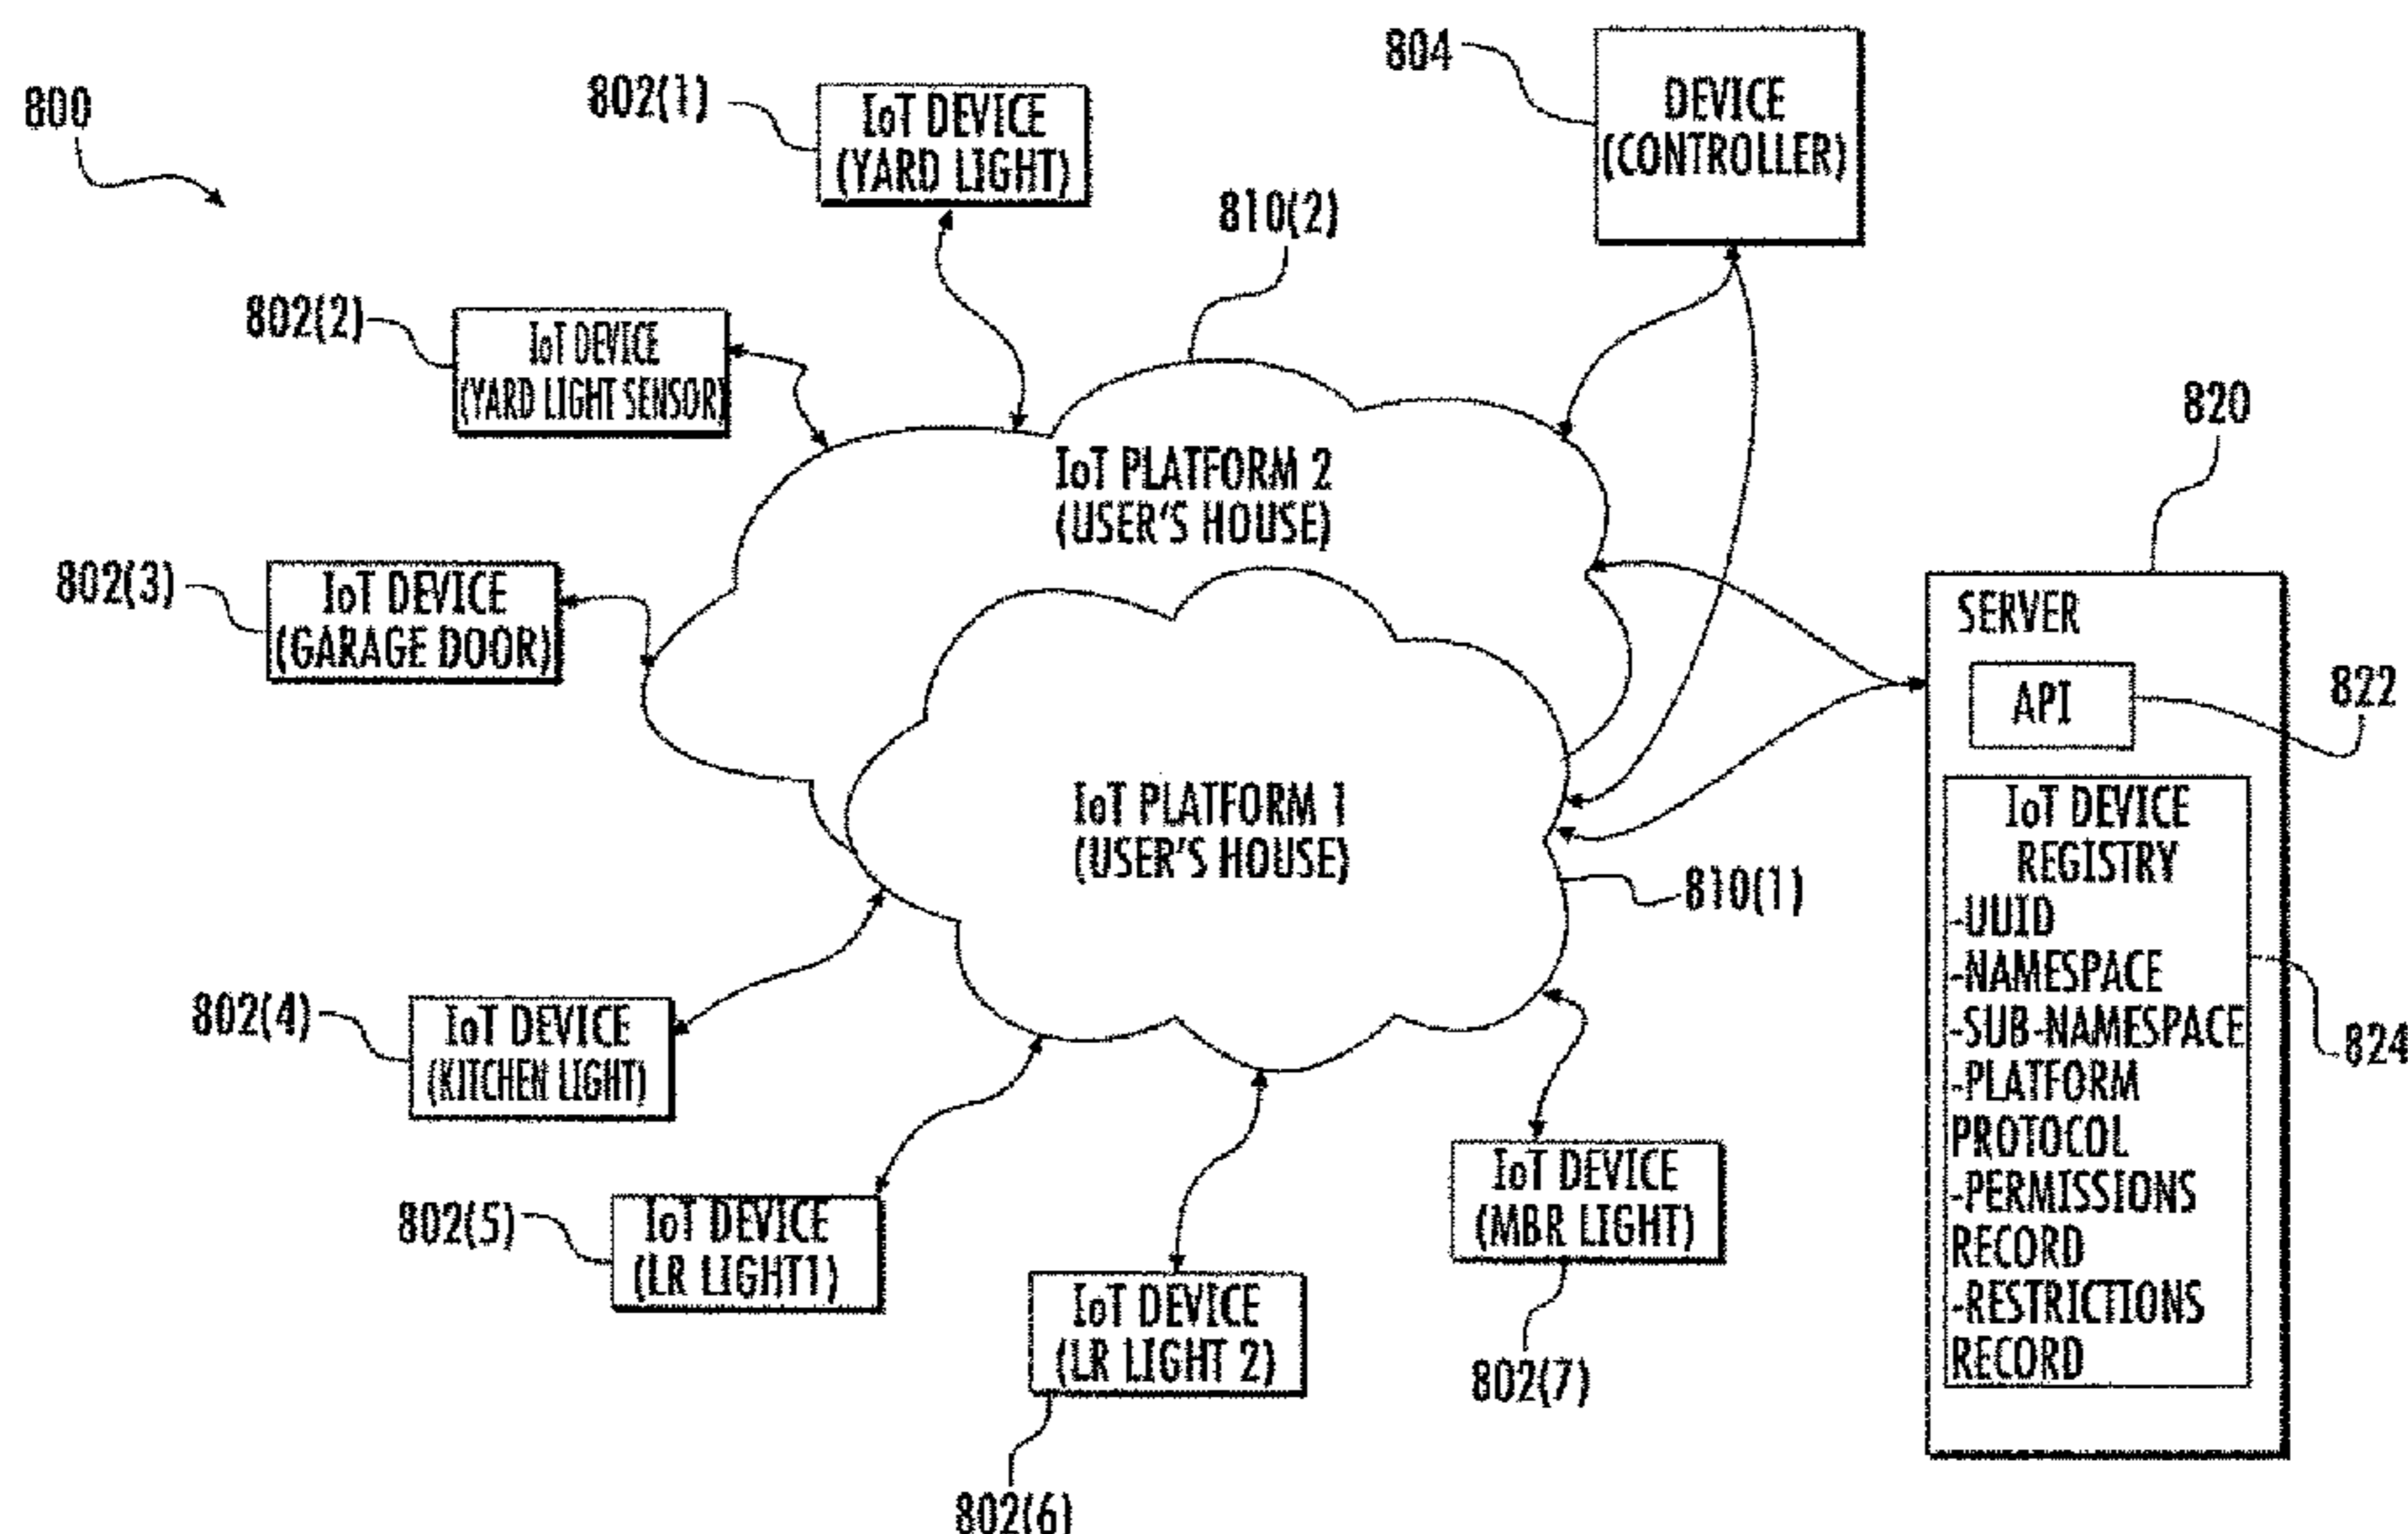 800
802(1)
IoT DEVICE
(YARD LIGHT)
804
DEVICE
(CONTROLLER)
810(2)
802(2)
IoT DEVICE
(YARD LIGHT SENSOR)
820
IoT PLATFORM 2
(USER'S HOUSE)
802(3)
IoT DEVICE
(GARAGE DOOR)
SERVER
API
822
IoT PLATFORM 1
(USER'S HOUSE)
810(1)
IoT DEVICE
REGISTRY
-UUID
-NAMESPACE
-SUB-NAMESPACE
-PLATFORM
PROTOCOL
-PERMISSIONS
RECORD
-RESTRICTIONS
RECORD
824
802(4)
IoT DEVICE
(KITCHEN LIGHT)
802(5)
IoT DEVICE
(LR LIGHT1)
IoT DEVICE
(LR LIGHT 2)
802(6)
IoT DEVICE
(MBR LIGHT)
802(7)